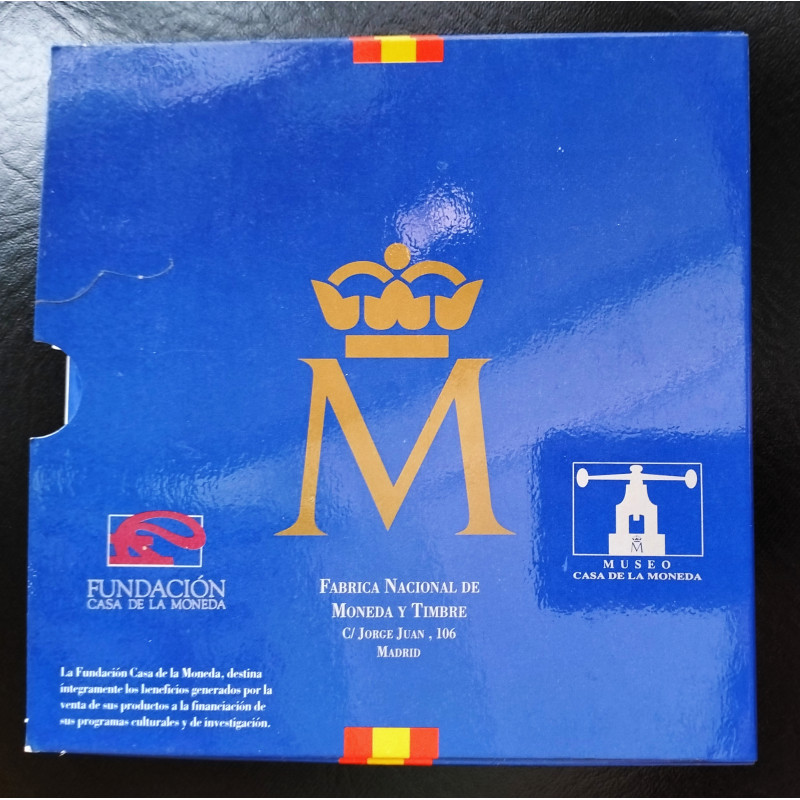 M
FUNDACIÓN
CASA DE LA MONEDA
FABRICA NACIONAL DE
MONEDA Y TIMBRE
C/ JORGE JUAN , 106
MADRID
M
MUSEO
CASA DE LA MONEDA
La Fundación Casa de la Moneda, destina
íntegramente los beneficios generados por la
venta de sus productos a la financiación de
sus programas culturales y de investigación.